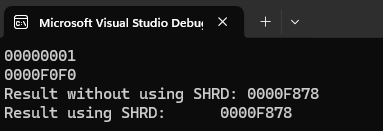 Microsoft Visual Studio Debug
00000001
0000F0F0
Result without using SHRD: 0000F878
Result using SHRD:      0000F878